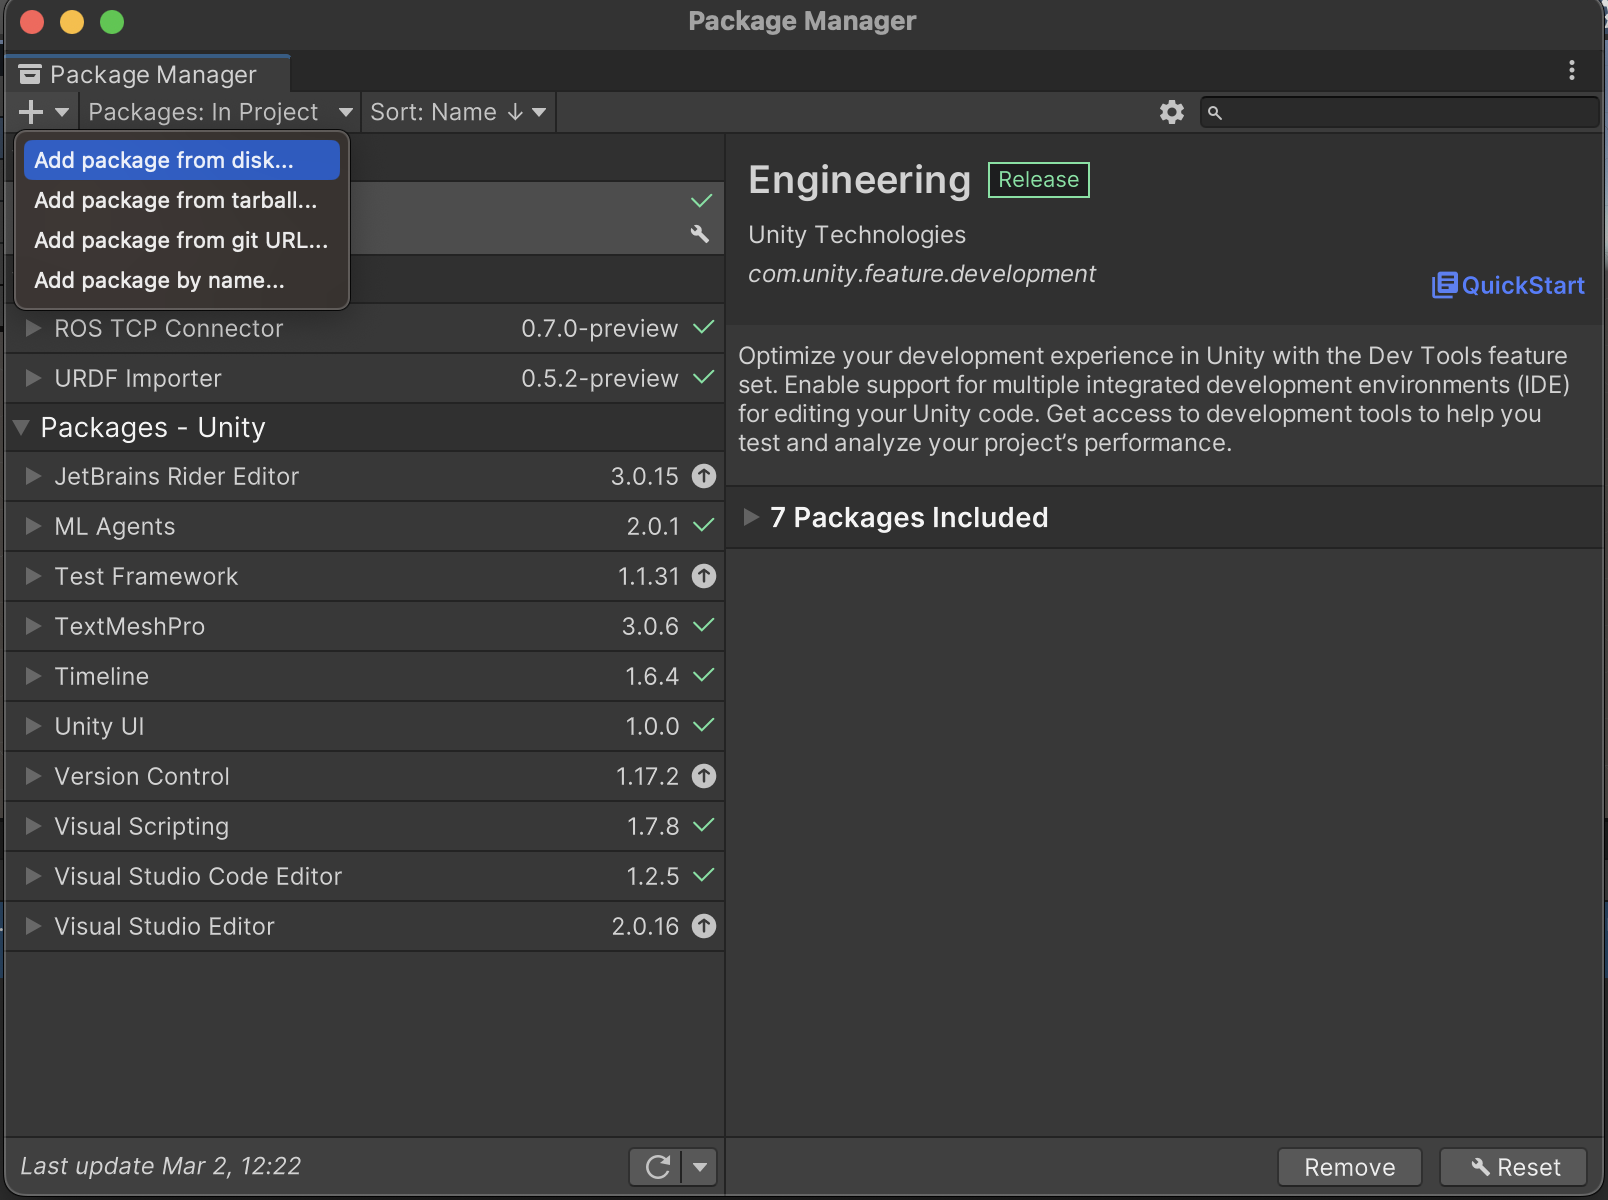 Package Manager
Package Manager
Packages: In Project
Sort: Name ↓
Add package from disk...
Add package from tarball...
Add package from git URL...
Add package by name...
ROS TCP Connector 0.7.0-preview
URDF Importer 0.5.2-preview
Packages - Unity
JetBrains Rider Editor 3.0.15
ML Agents 2.0.1
Test Framework 1.1.31
TextMeshPro 3.0.6
Timeline 1.6.4
Unity UI 1.0.0
Version Control 1.17.2
Visual Scripting 1.7.8
Visual Studio Code Editor 1.2.5
Visual Studio Editor 2.0.16
Last update Mar 2, 12:22
Engineering Release
Unity Technologies
com.unity.feature.development
QuickStart
Optimize your development experience in Unity with the Dev Tools feature
set. Enable support for multiple integrated development environments (IDE)
for editing your Unity code. Get access to development tools to help you
test and analyze your project's performance.
7 Packages Included
Remove
Reset